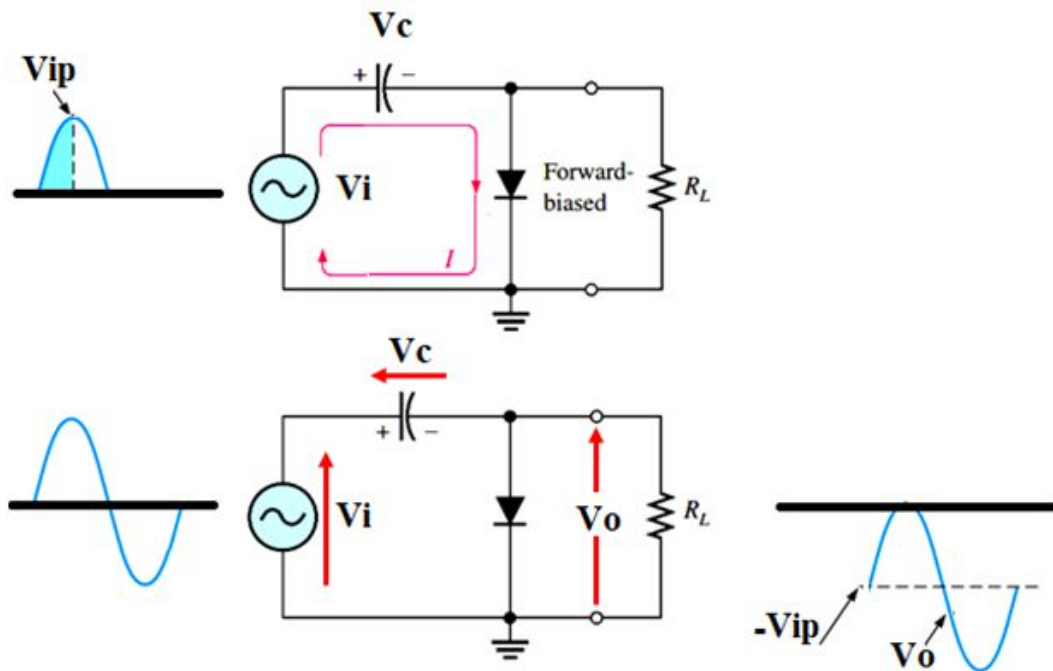 Vc
Vip
+ −
Vi
Forward-
biased
R_L
I
Vc
+ −
Vi
Vo
R_L
-Vip
Vo